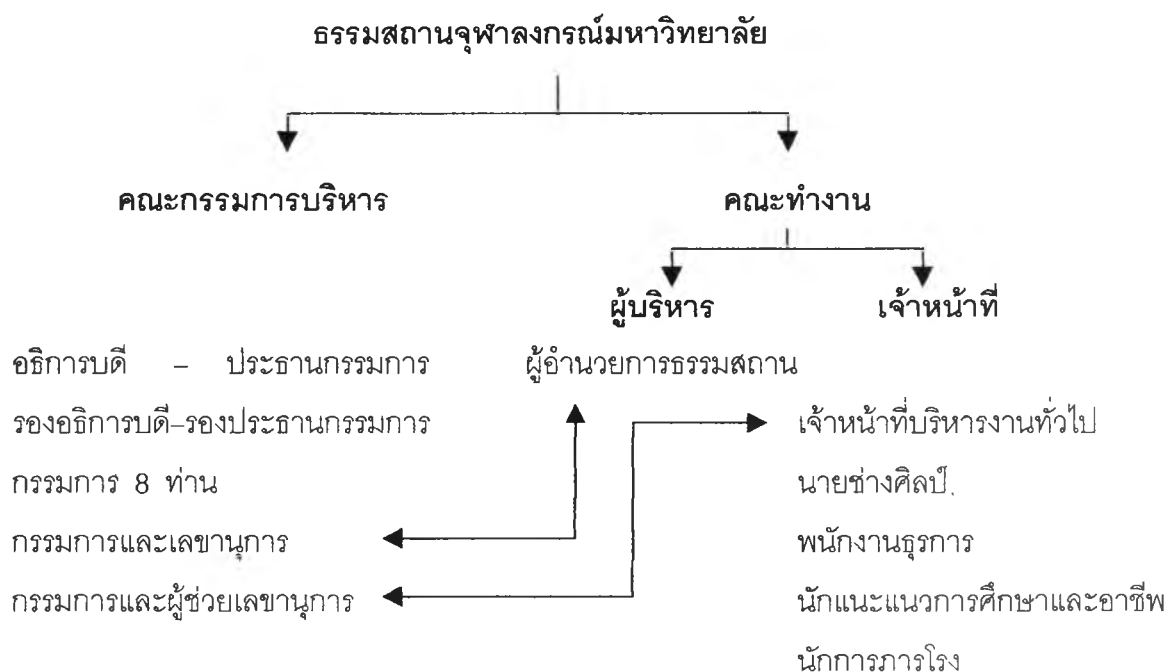 ธรรมสถานจุฬาลงกรณ์มหาวิทยาลัย
คณะกรรมการบริหาร
คณะทำงาน
ผู้บริหาร
เจ้าหน้าที่
อธิการบดี – ประธานกรรมการ
รองอธิการบดี–รองประธานกรรมการ
กรรมการ 8 ท่าน
กรรมการและเลขานุการ
กรรมการและผู้ช่วยเลขานุการ
ผู้อำนวยการธรรมสถาน
เจ้าหน้าที่บริหารงานทั่วไป
นายช่างศิลป์
พนักงานธุรการ
นักแนะแนวการศึกษาและอาชีพ
นักการภารโรง